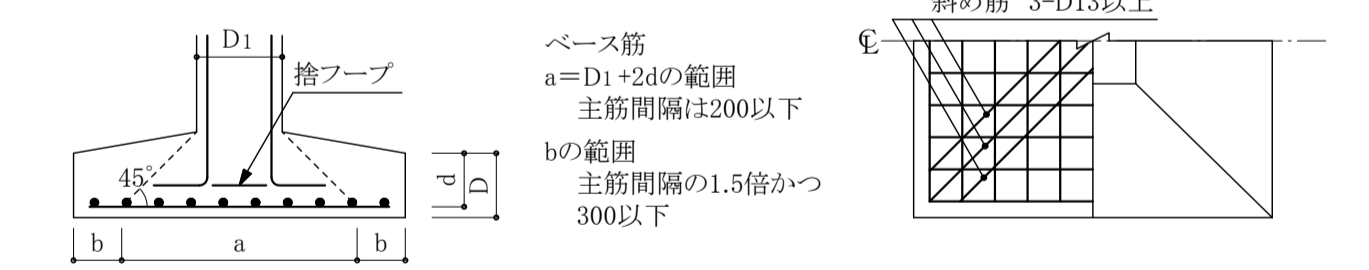 斜め筋 3-D13以上
D1
捨フープ
45°
d
D
b
a
b
ベース筋
a=D1+2dの範囲
主筋間隔は200以下
bの範囲
主筋間隔の1.5倍かつ
300以下
℄